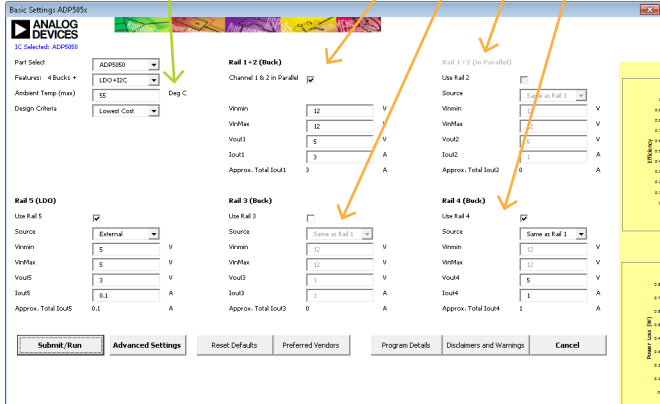 Basic Settings ADP505x
ANALOG
DEVICES
IC Selected: ADP5050
Part Select ADP5050
Features: 4 Bucks + LDO+I2C
Ambient Temp (max) 55 Deg C
Design Criteria Lowest Cost
Rail 1+2 (Buck)
Channel 1 & 2 in Parallel
Vinmin 12 V
VinMax 12 V
Vout1 5 V
Iout1 3 A
Approx. Total Iout1 3 A
Rail 1+2 (in Parallel)
Use Rail 2
Source Same as Rail 1
Vinmin 12 V
VinMax 12 V
Vout2 5 V
Iout2 1 A
Approx. Total Iout2 0 A
Rail 5 (LDO)
Use Rail 5
Source External
Vinmin 5 V
VinMax 5 V
Vout5 3 V
Iout5 0.1 A
Approx. Total Iout5 0.1 A
Rail 3 (Buck)
Use Rail 3
Source Same as Rail 1
Vinmin 12 V
VinMax 12 V
Vout3 1 V
Iout3 1 A
Approx. Total Iout3 0 A
Rail 4 (Buck)
Use Rail 4
Source Same as Rail 1
Vinmin 12 V
VinMax 12 V
Vout4 5 V
Iout4 1 A
Approx. Total Iout4 1 A
Submit/Run Advanced Settings Reset Defaults Preferred Vendors Program Details Disclaimers and Warnings Cancel
Efficiency
Power Loss (W)